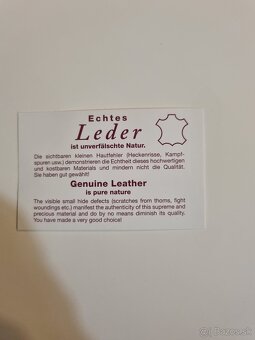 Echtes
Leder
ist unverfälschte Natur.
Die sichtbaren kleinen Hautfehler (Heckenrisse, Kampf-
spuren usw.) demonstrieren die Echtheit dieses hochwertigen
und kostbaren Materials und mindern nicht die Qualität.
Sie haben gut gewählt!
Genuine Leather
is pure nature
The visible small hide defects (scratches from thorns, fight
woundings etc.) manifest the authenticity of this supreme and
precious material and do by no means diminish its quality.
You have made a very good choice!